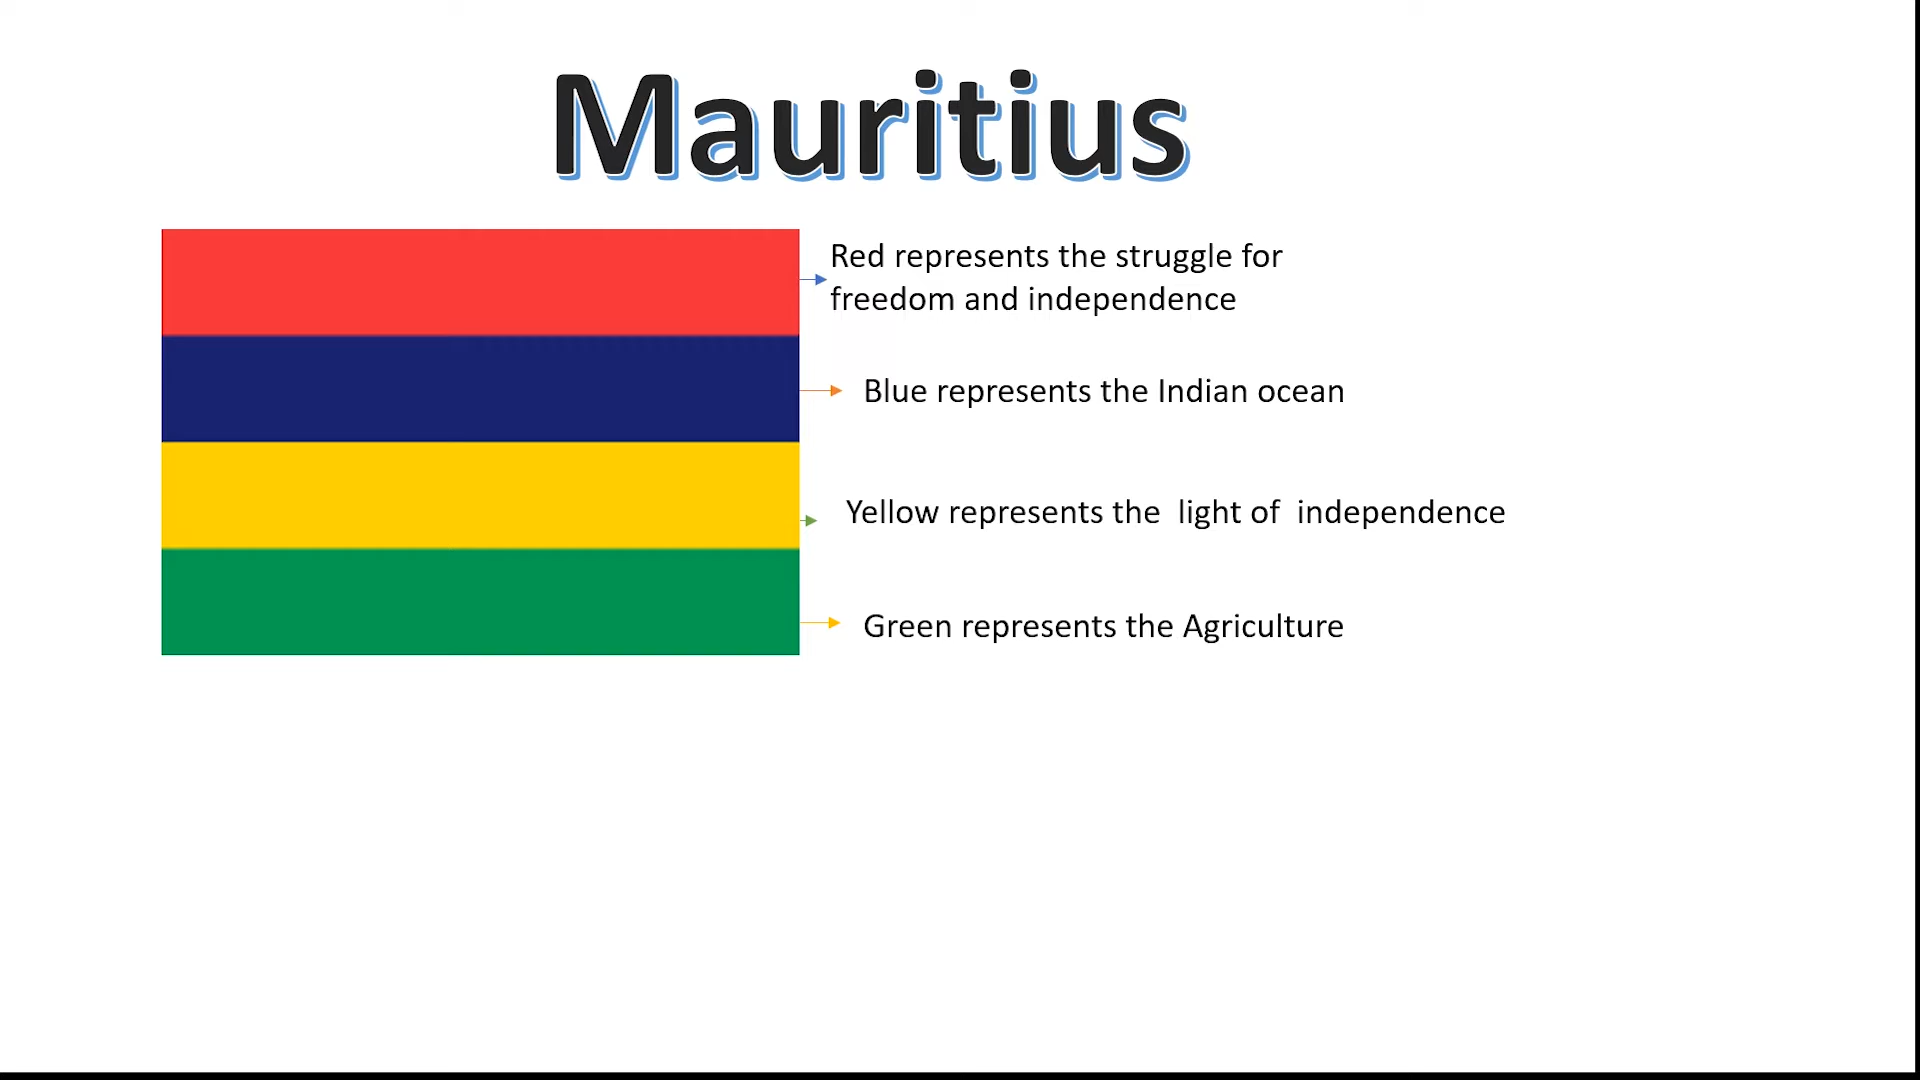 Mauritius
Red represents the struggle for
freedom and independence
Blue represents the Indian ocean
Yellow represents the  light of  independence
Green represents the Agriculture